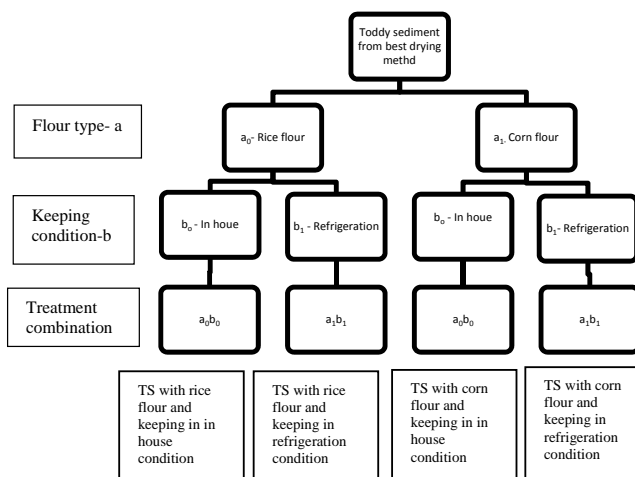 Toddy sediment
from best drying
methd
Flour type- a
a₀- Rice flour
a₁. Corn flour
Keeping
condition-b
b₀ - In houe
b₁ - Refrigeration
b₀ - In houe
b₁- Refrigeration
Treatment
combination
a₀b₀
a₁b₁
a₀b₀
a₁b₁
TS with rice
flour and
keeping in in
house
condition
TS with rice
flour and
keeping in
refrigeration
condition
TS with corn
flour and
keeping in in
house
condition
TS with corn
flour and
keeping in
refrigeration
condition